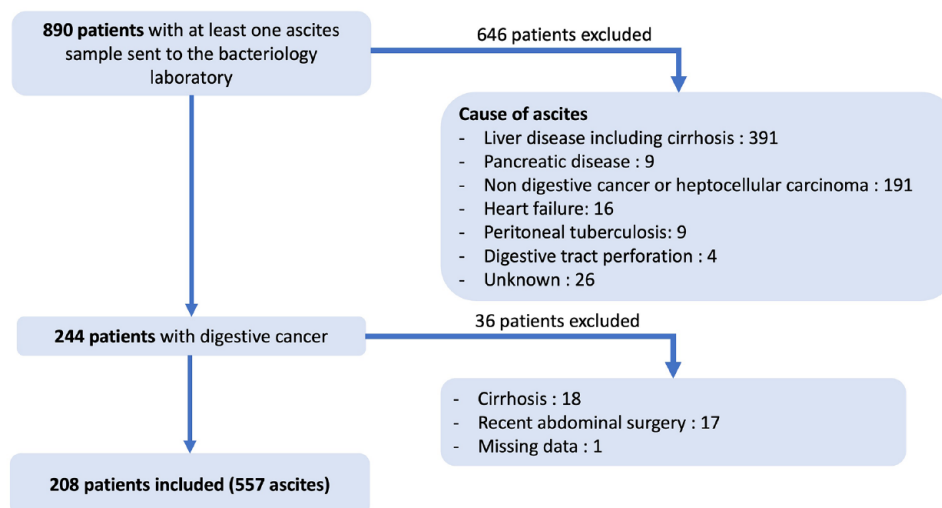 890 patients with at least one ascites
sample sent to the bacteriology
laboratory
646 patients excluded
Cause of ascites
- Liver disease including cirrhosis : 391
- Pancreatic disease : 9
- Non digestive cancer or heptocellular carcinoma : 191
- Heart failure: 16
- Peritoneal tuberculosis: 9
- Digestive tract perforation : 4
- Unknown : 26
244 patients with digestive cancer
36 patients excluded
- Cirrhosis : 18
- Recent abdominal surgery : 17
- Missing data : 1
208 patients included (557 ascites)